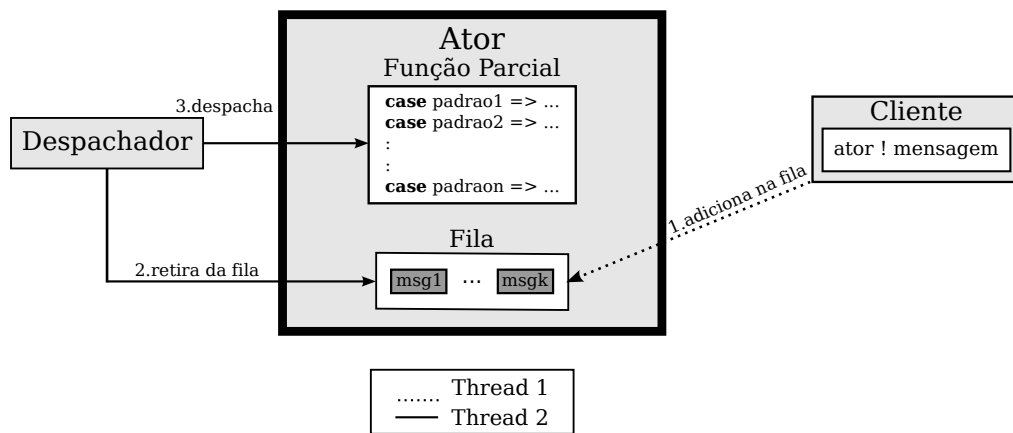 Ator
Função Parcial
case padrao1 => ...
case padrao2 => ...
:
:
case padraon => ...
3.despacha
Despachador
Cliente
ator ! mensagem
1.adiciona na fila
Fila
2.retira da fila
msg1 ... msgk
Thread 1
Thread 2